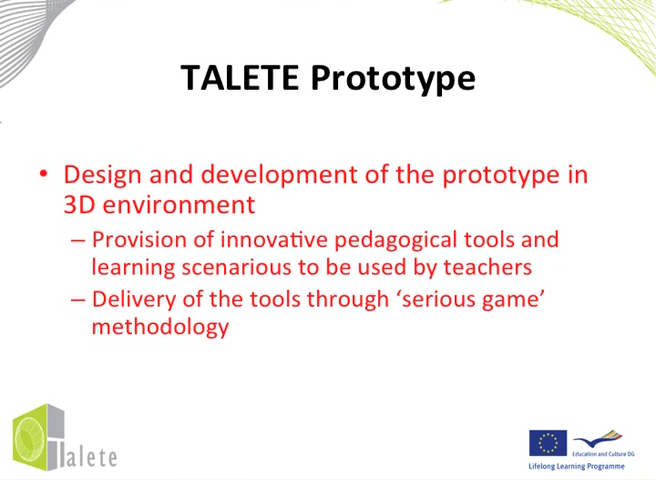 TALETE Prototype
• Design and development of the prototype in
3D environment
– Provision of innovative pedagogical tools and
learning scenarious to be used by teachers
– Delivery of the tools through ‘serious game’
methodology
Talete
Education and Culture DG
Lifelong Learning Programme